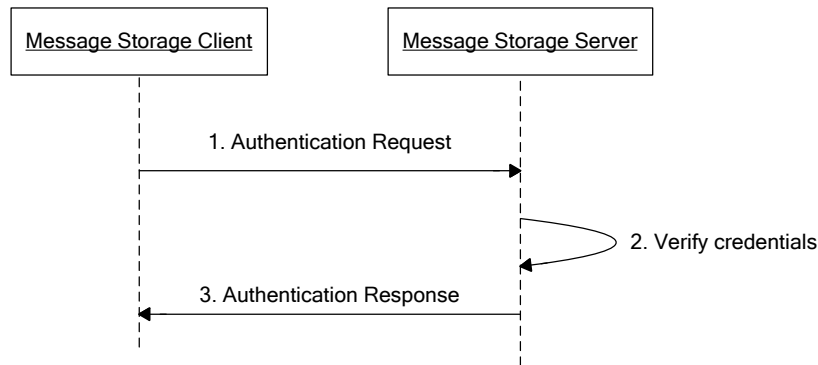 Message Storage Client
Message Storage Server
1. Authentication Request
2. Verify credentials
3. Authentication Response